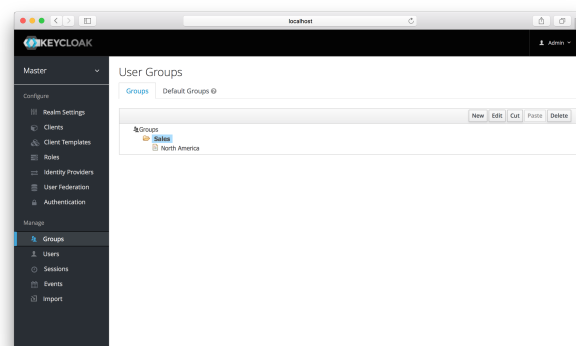 localhost
KEYCLOAK
Admin
Master
User Groups
Groups Default Groups
Configure
Realm Settings
Clients
Client Templates
Roles
Identity Providers
User Federation
Authentication
Manage
Groups
Users
Sessions
Events
Import
New Edit Cut Paste Delete
Groups
Sales
North America